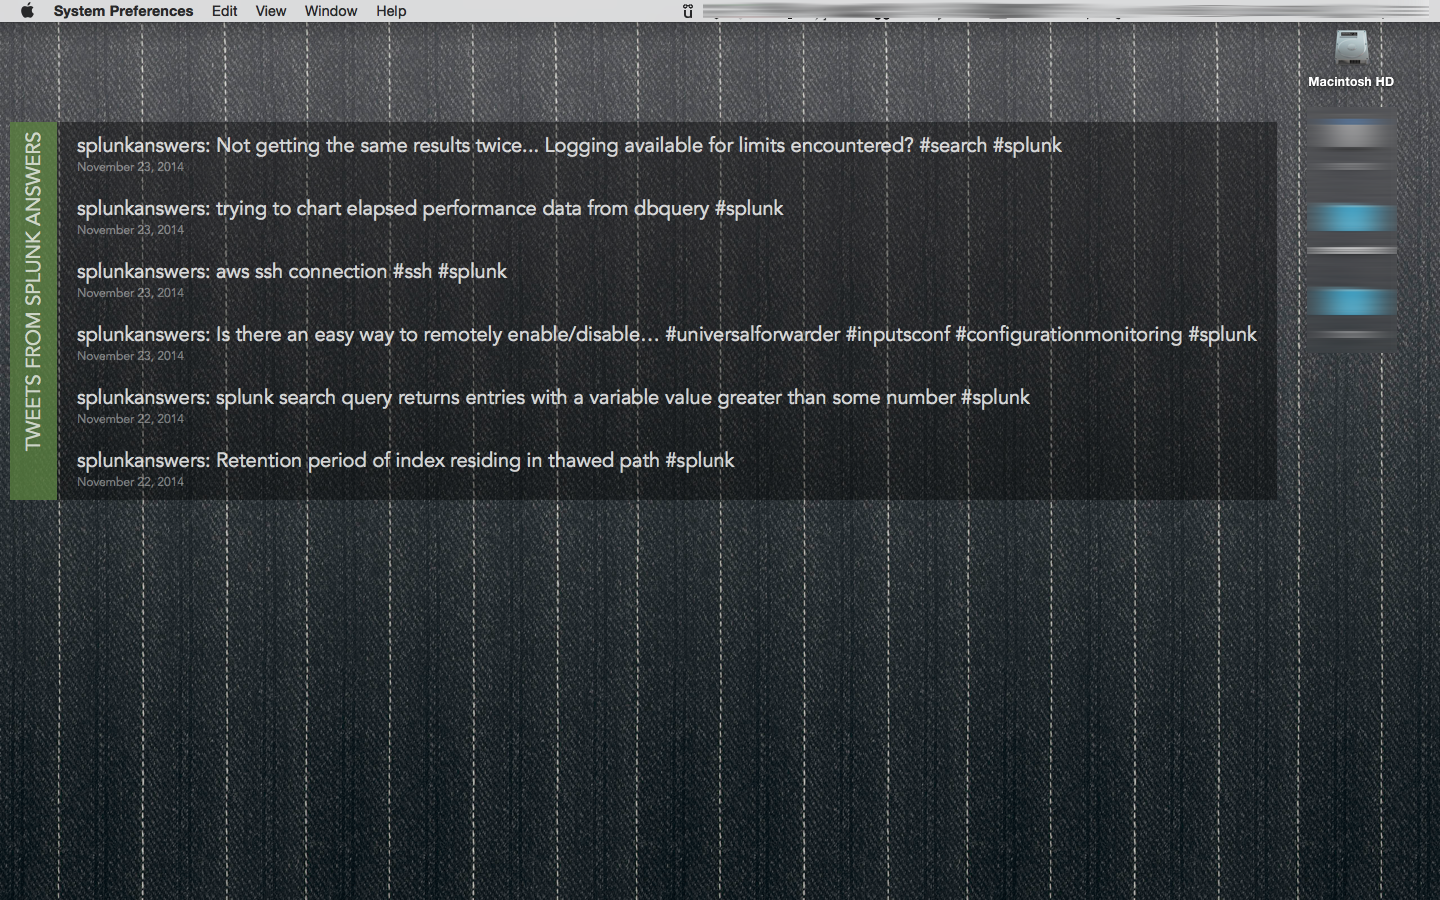 System Preferences Edit View Window Help
Macintosh HD
TWEETS FROM SPLUNK ANSWERS
splunkanswers: Not getting the same results twice... Logging available for limits encountered? #search #splunk
November 23, 2014
splunkanswers: trying to chart elapsed performance data from dbquery #splunk
November 23, 2014
splunkanswers: aws ssh connection #ssh #splunk
November 23, 2014
splunkanswers: Is there an easy way to remotely enable/disable… #universalforwarder #inputsconf #configurationmonitoring #splunk
November 23, 2014
splunkanswers: splunk search query returns entries with a variable value greater than some number #splunk
November 22, 2014
splunkanswers: Retention period of index residing in thawed path #splunk
November 22, 2014